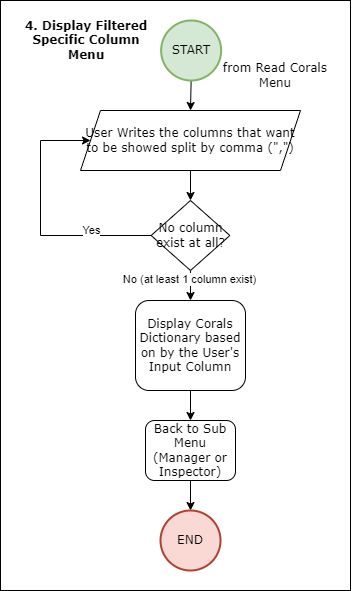 4. Display Filtered
Specific Column
Menu
START
from Read Corals
Menu
User Writes the columns that want
to be showed split by comma (",")
No column
exist at all?
Yes
No (at least 1 column exist)
Display Corals
Dictionary based
on by the User's
Input Column
Back to Sub
Menu
(Manager or
Inspector)
END